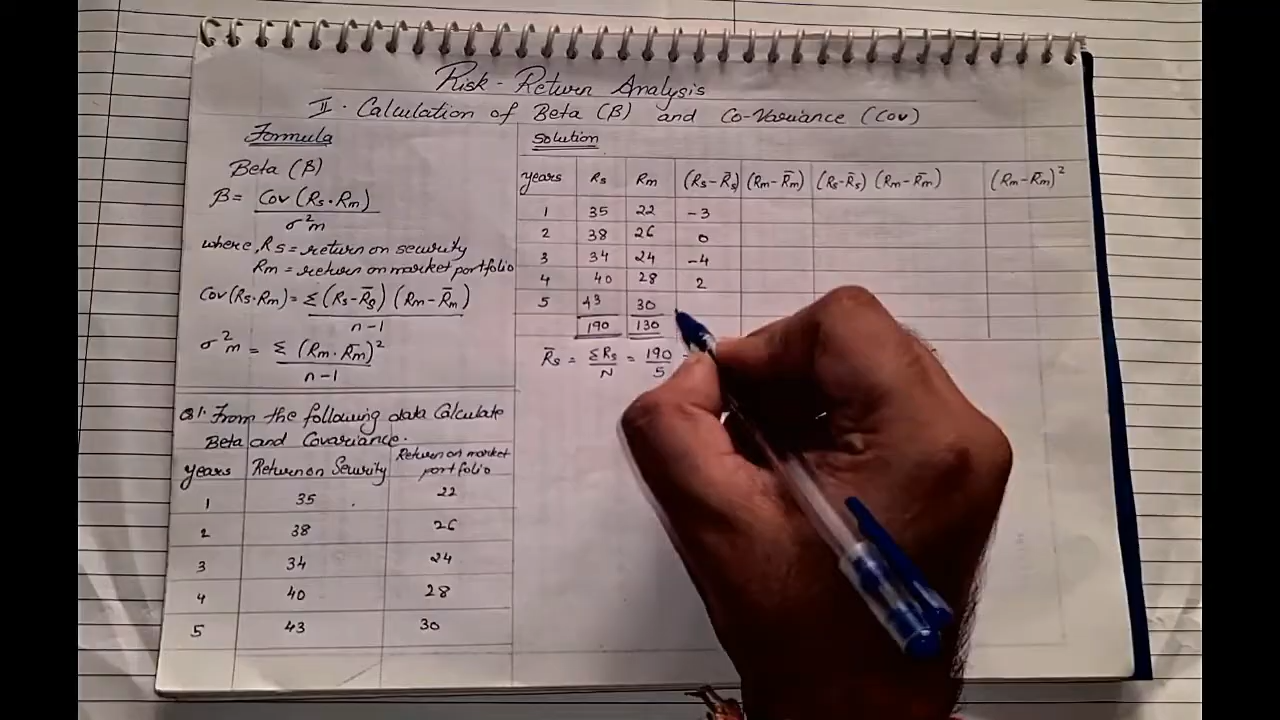 Risk - Return Analysis
II. Calculation of Beta (β) and Co-Variance (Cov)
Formula
Beta (β)
β = Cov (Rs · Rm)
σ²m
where, Rs = return on security
Rm = return on market portfolio
Cov (Rs · Rm) = Σ (Rs - R̄s) (Rm - R̄m)
n-1
σ²m = Σ (Rm · R̄m)²
n-1
Q1. From the following data Calculate
Beta and Covariance.
years Return on Security Return on market portfolio
1 35 22
2 38 26
3 34 24
4 40 28
5 43 30
Solution
years Rs Rm (Rs - R̄s) (Rm - R̄m) (Rs - R̄s) (Rm - R̄m) (Rm - R̄m)²
1 35 22 -3
2 38 26 0
3 34 24 -4
4 40 28 2
5 43 30
190 130
R̄s = ΣRs = 190
N 5